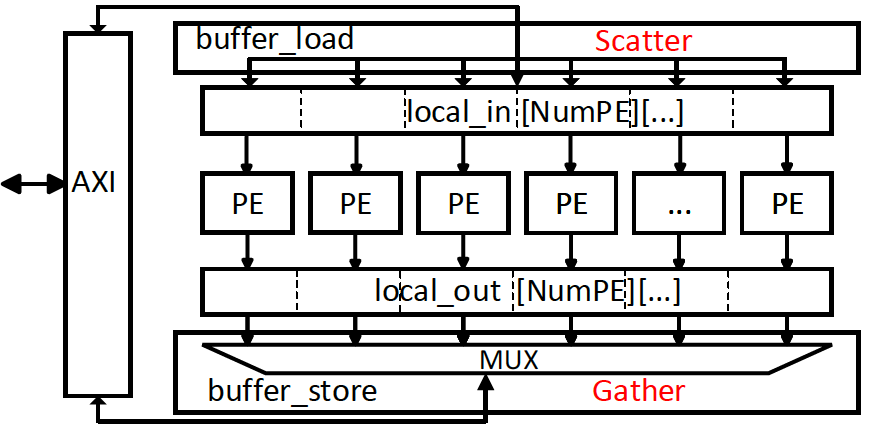 buffer_load Scatter
local_in [NumPE][...]
AXI
PE PE PE PE ... PE
local_out [NumPE][...]
MUX
buffer_store Gather